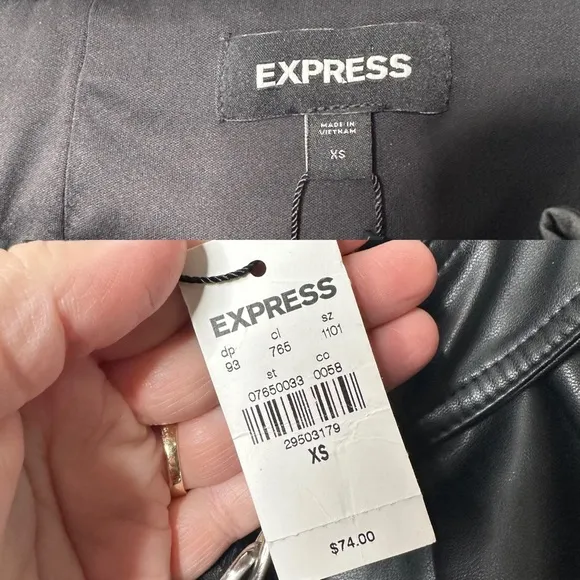 EXPRESS
MADE IN
VIETNAM
XS
EXPRESS
dp cl sz
93 765 1101
st co
07650033 0058
29503179
XS
$74.00